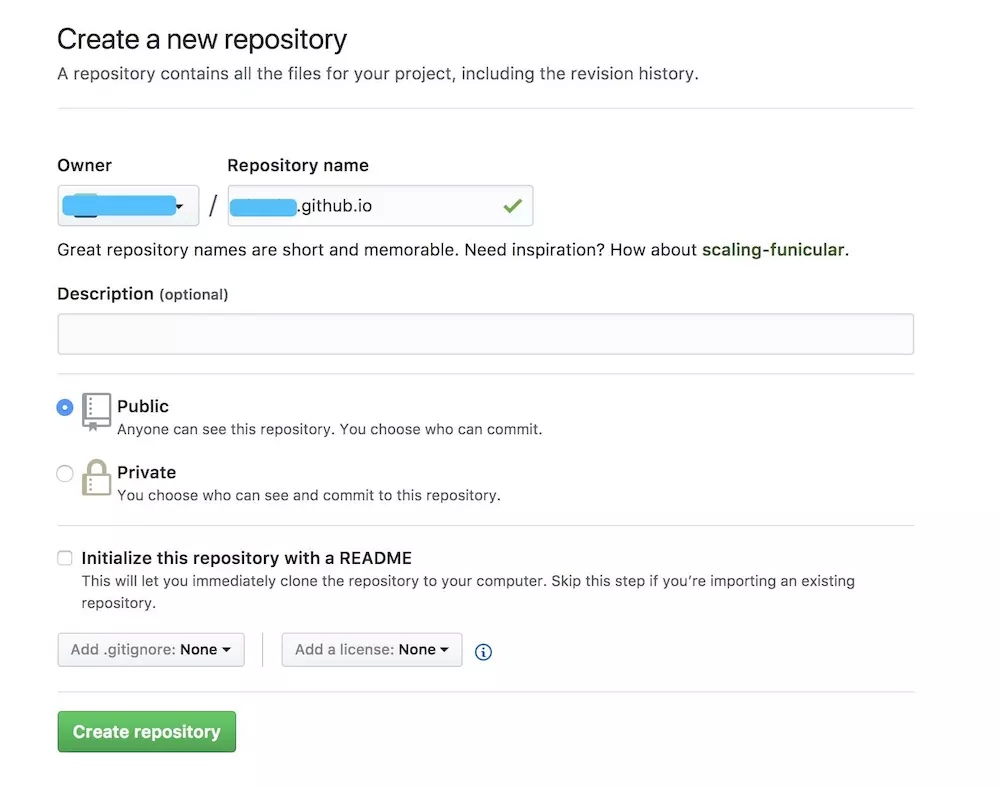 Create a new repository
A repository contains all the files for your project, including the revision history.
Owner
Repository name
/
.github.io
Great repository names are short and memorable. Need inspiration? How about scaling-funicular.
Description (optional)
Public
Anyone can see this repository. You choose who can commit.
Private
You choose who can see and commit to this repository.
Initialize this repository with a README
This will let you immediately clone the repository to your computer. Skip this step if you’re importing an existing
repository.
Add .gitignore: None
Add a license: None
Create repository